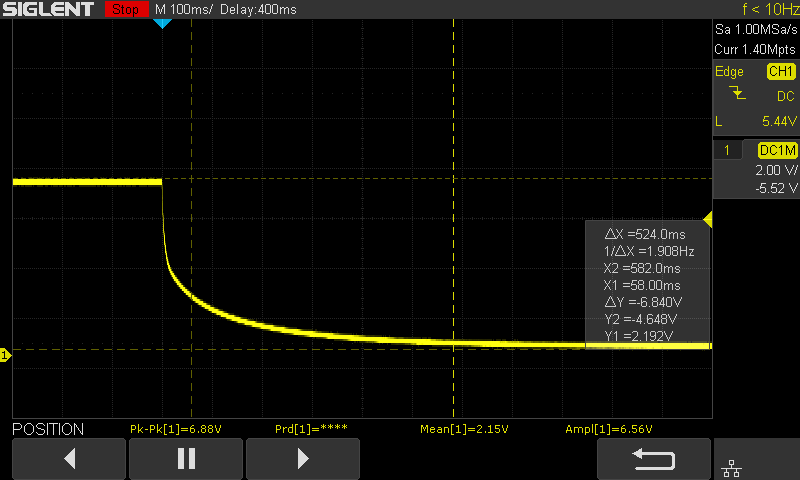 SIGLENT Stop M 100ms/ Delay:400ms f < 10Hz
Sa 1.00MSa/s
Curr 1.40Mpts
Edge CH1
DC
L 5.44V
1 DC1M
2.00 V/
-5.52 V
△X =524.0ms
1/△X =1.908Hz
X2 =582.0ms
X1 =58.00ms
△Y =-6.840V
Y2 =-4.648V
Y1 =2.192V
1
POSITION Pk-Pk[1]=6.88V Prd[1]=**** Mean[1]=2.15V Ampl[1]=6.56V